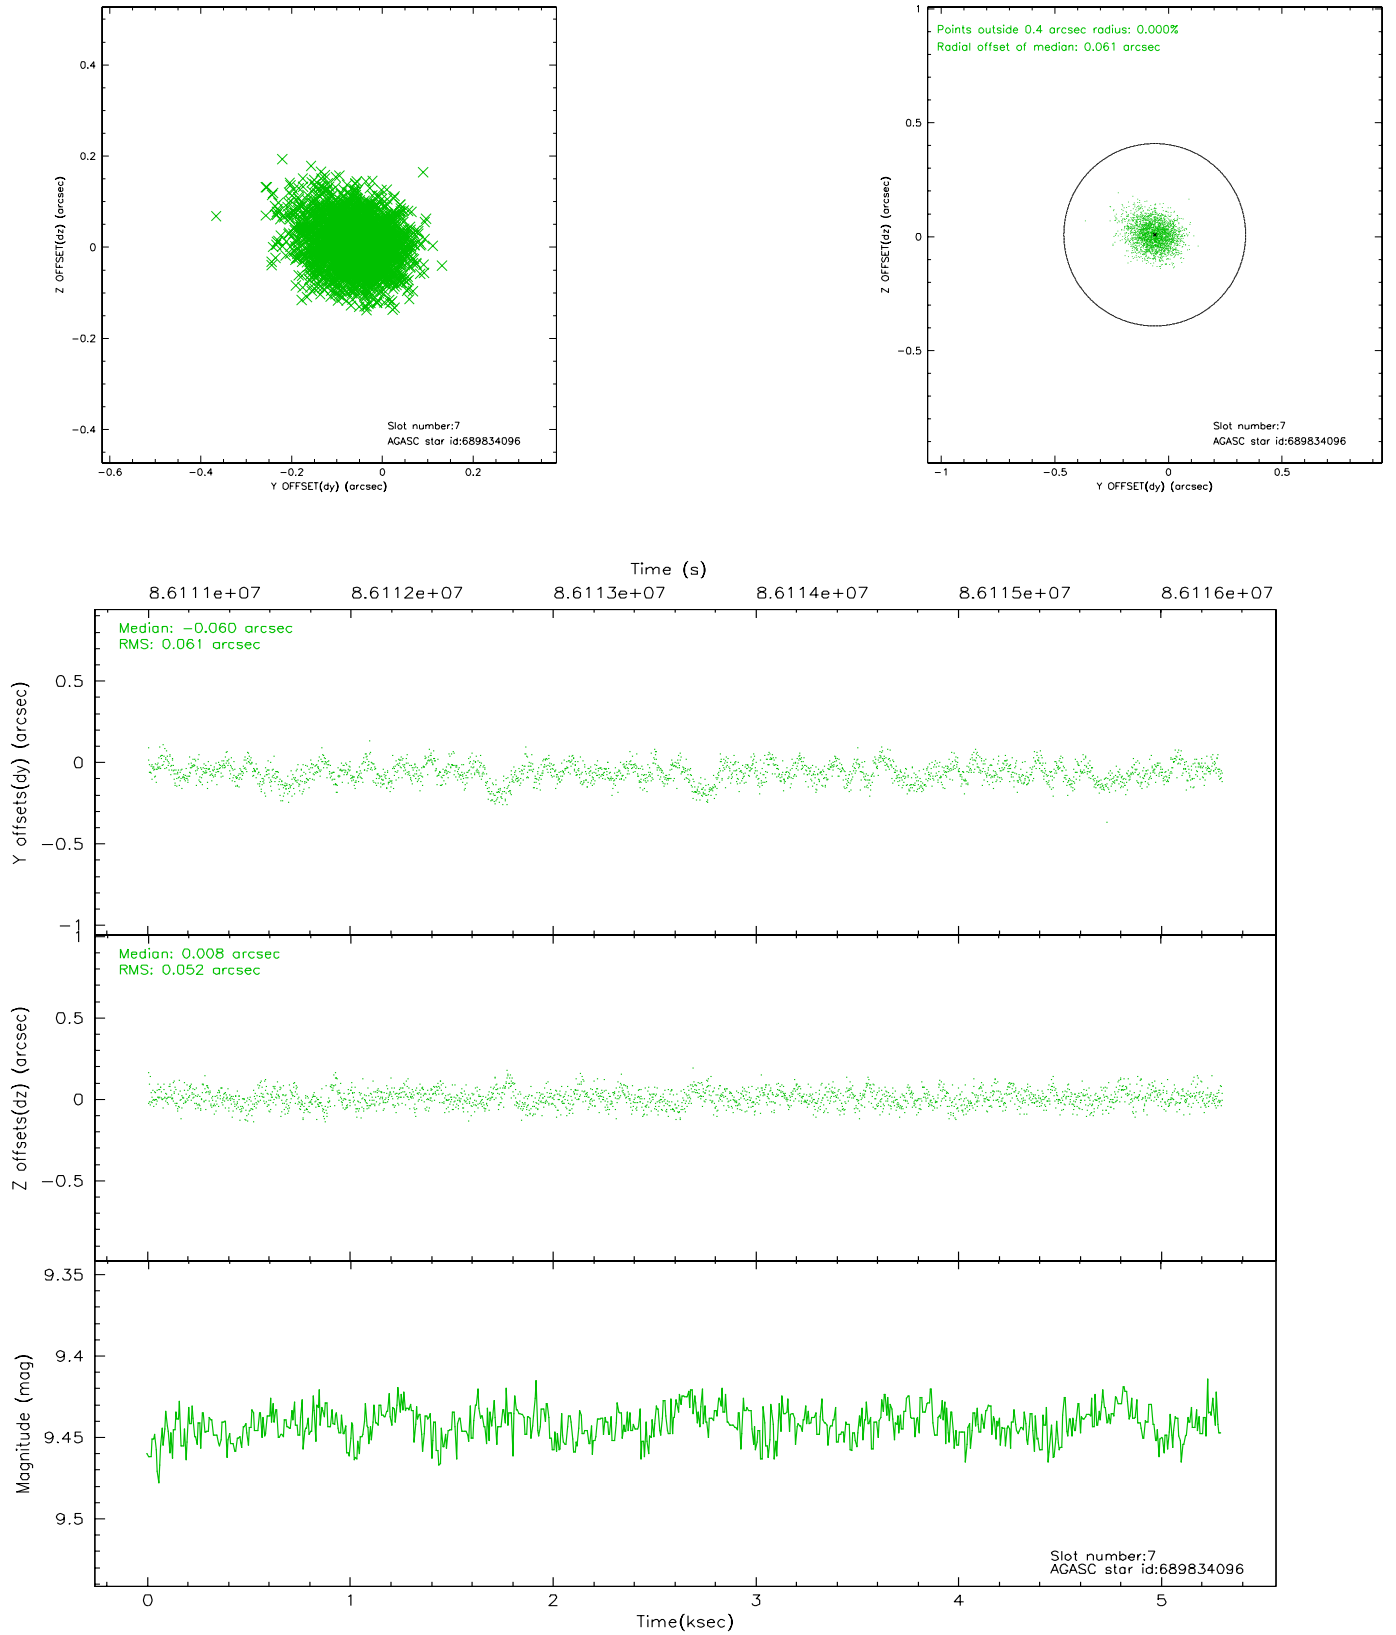 0.4
0.2
0
−0.2
−0.4
Z OFFSET(dz) (arcsec)
Slot number:7
AGASC star id:689834096
−0.6
−0.4
−0.2
0
0.2
Y OFFSET(dy) (arcsec)
Points outside 0.4 arcsec radius: 0.000%
Radial offset of median: 0.061 arcsec
1
0.5
0
−0.5
Z OFFSET(dz) (arcsec)
Slot number:7
AGASC star id:689834096
−1
−0.5
0
0.5
Y OFFSET(dy) (arcsec)
Time (s)
8.6111e+07
8.6112e+07
8.6113e+07
8.6114e+07
8.6115e+07
8.6116e+07
Median: −0.060 arcsec
RMS: 0.061 arcsec
0.5
0
−0.5
−1
Y offsets(dy) (arcsec)
Median: 0.008 arcsec
RMS: 0.052 arcsec
1
0.5
0
−0.5
Z offsets(dz) (arcsec)
9.35
9.4
9.45
9.5
Magnitude (mag)
Slot number:7
AGASC star id:689834096
0
1
2
3
4
5
Time(ksec)